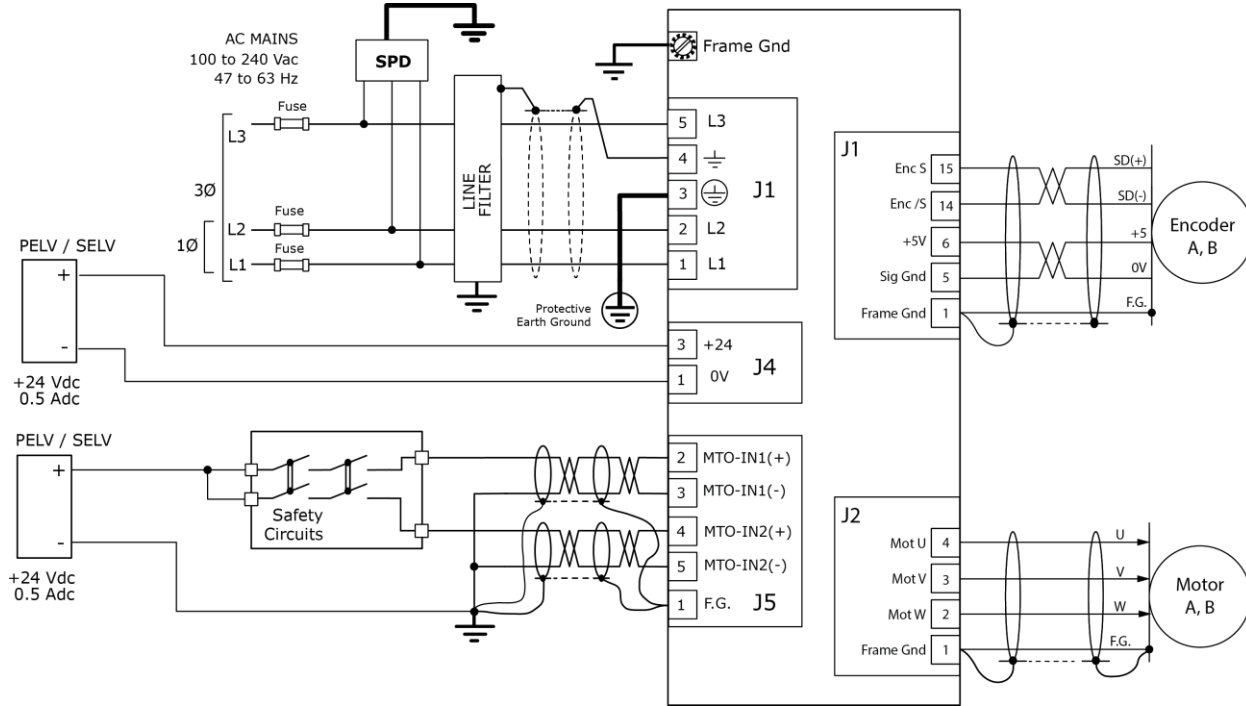 AC MAINS
100 to 240 Vac
47 to 63 Hz
SPD
Frame Gnd
Fuse
L3
3Ø
Fuse
L2
1Ø
Fuse
L1
LINE
FILTER
5 L3
4
3
2 L2
1 L1
J1
Protective
Earth Ground
PELV / SELV
+
-
+24 Vdc
0.5 Adc
3 +24
1 0V
J4
PELV / SELV
+
-
+24 Vdc
0.5 Adc
Safety
Circuits
2 MTO-IN1(+)
3 MTO-IN1(-)
4 MTO-IN2(+)
5 MTO-IN2(-)
1 F.G.
J5
J1
Enc S 15 SD(+)
Enc /S 14 SD(-)
+5V 6 +5
Sig Gnd 5 0V
Frame Gnd 1 F.G.
Encoder
A, B
J2
Mot U 4 U
Mot V 3 V
Mot W 2 W
Frame Gnd 1 F.G.
Motor
A, B